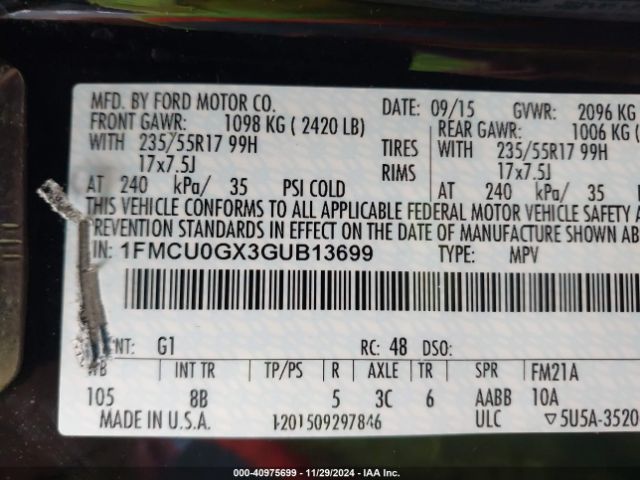 MFD. BY FORD MOTOR CO.
DATE: 09/15 GVWR: 2096 KG
FRONT GAWR: 1098 KG ( 2420 LB)
REAR GAWR: 1006 KG
WITH 235/55R17 99H TIRES WITH 235/55R17 99H
17x7.5J RIMS 17x7.5J
AT 240 kPa/ 35 PSI COLD AT 240 kPa/ 35
THIS VEHICLE CONFORMS TO ALL APPLICABLE FEDERAL MOTOR VEHICLE SAFETY
PREVENTION STANDARDS IN EFFECT ON THE DATE OF MANUFACTURE SHOWN
IN: 1FMCU0GX3GUB13699 TYPE: MPV
NT: G1 RC: 48 DSO:
WB INT TR TP/PS R AXLE TR SPR FM21A
105 8B 5 3C 6 AABB 10A
MADE IN U.S.A. 201509297846 ULC ▽5U5A-3520
000-40975699 - 11/29/2024 - IAA Inc.